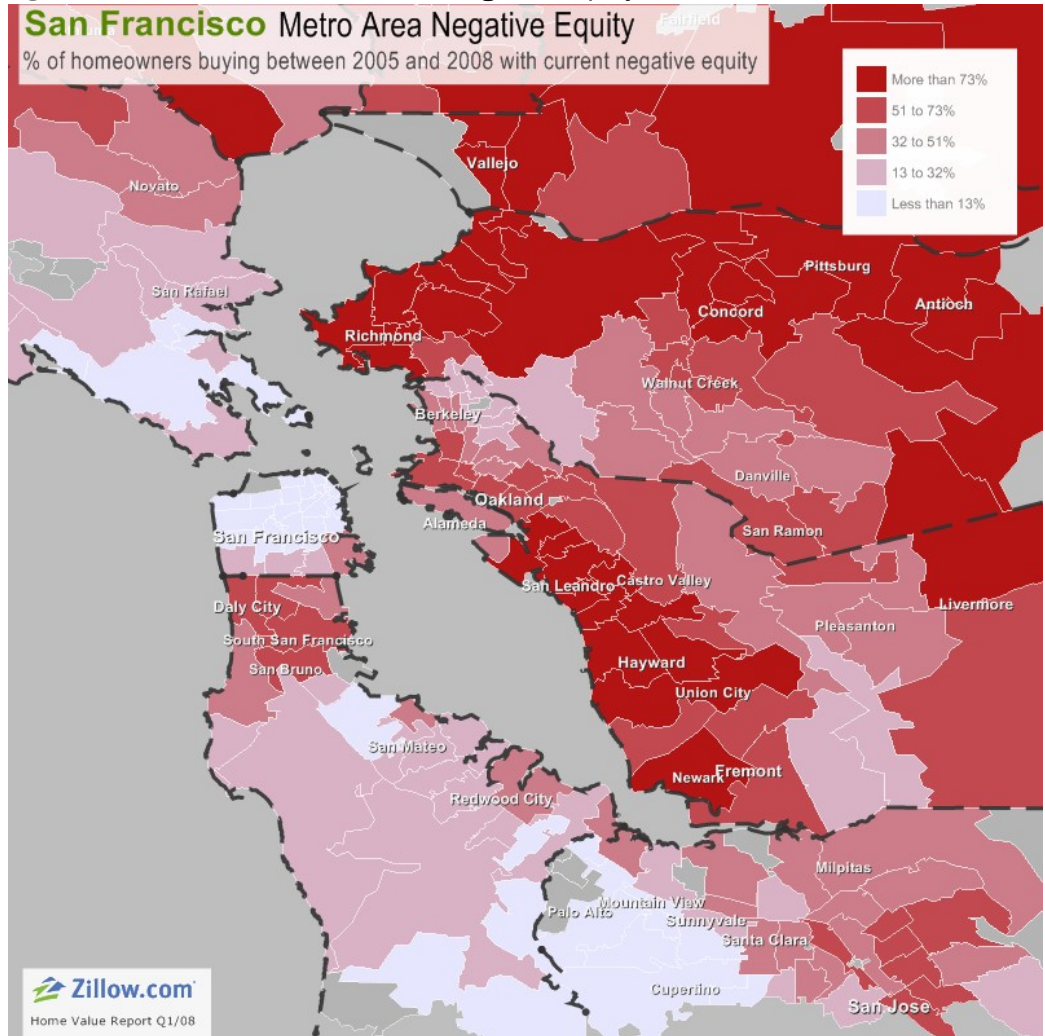 San Francisco Metro Area Negative Equity
% of homeowners buying between 2005 and 2008 with current negative equity
Fairfield
More than 73%
51 to 73%
32 to 51%
13 to 32%
Less than 13%
Vallejo
Novato
Pittsburg
San Rafael
Antioch
Concord
Richmond
Walnut Creek
Berkeley
Danville
Oakland
Alameda
San Ramon
San Francisco
San Leandro
Castro Valley
Daly City
Livermore
Pleasanton
South San Francisco
Hayward
San Bruno
Union City
San Mateo
Newark
Fremont
Redwood City
Milpitas
Mountain View
Palo Alto
Sunnyvale
Santa Clara
Cupertino
San Jose
Zillow.com
Home Value Report Q1/08